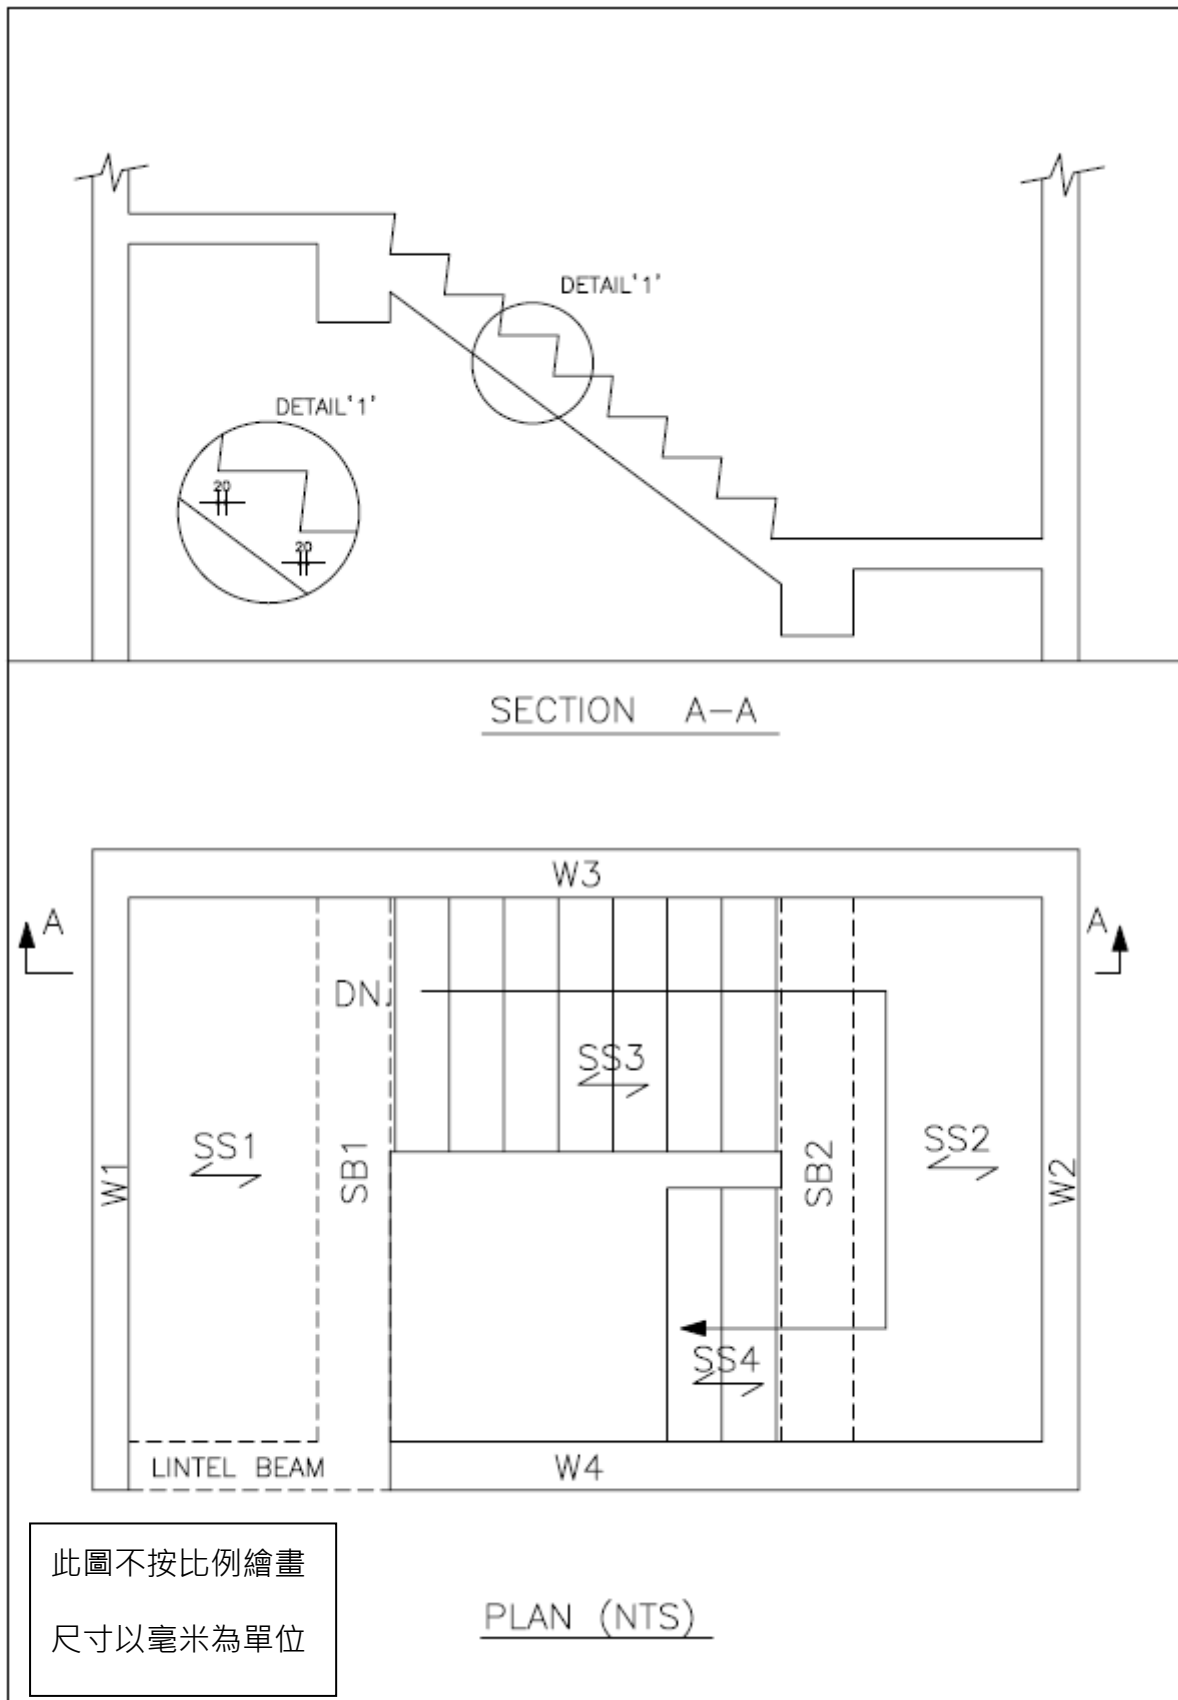 DETAIL'1'
DETAIL'1'
20
20
SECTION A-A
W3
A
A
DN.
SS3
SS1
SS2
SB1
SB2
W1
W2
SS4
LINTEL BEAM
W4
此圖不按比例繪畫
尺寸以毫米為單位
PLAN (NTS)